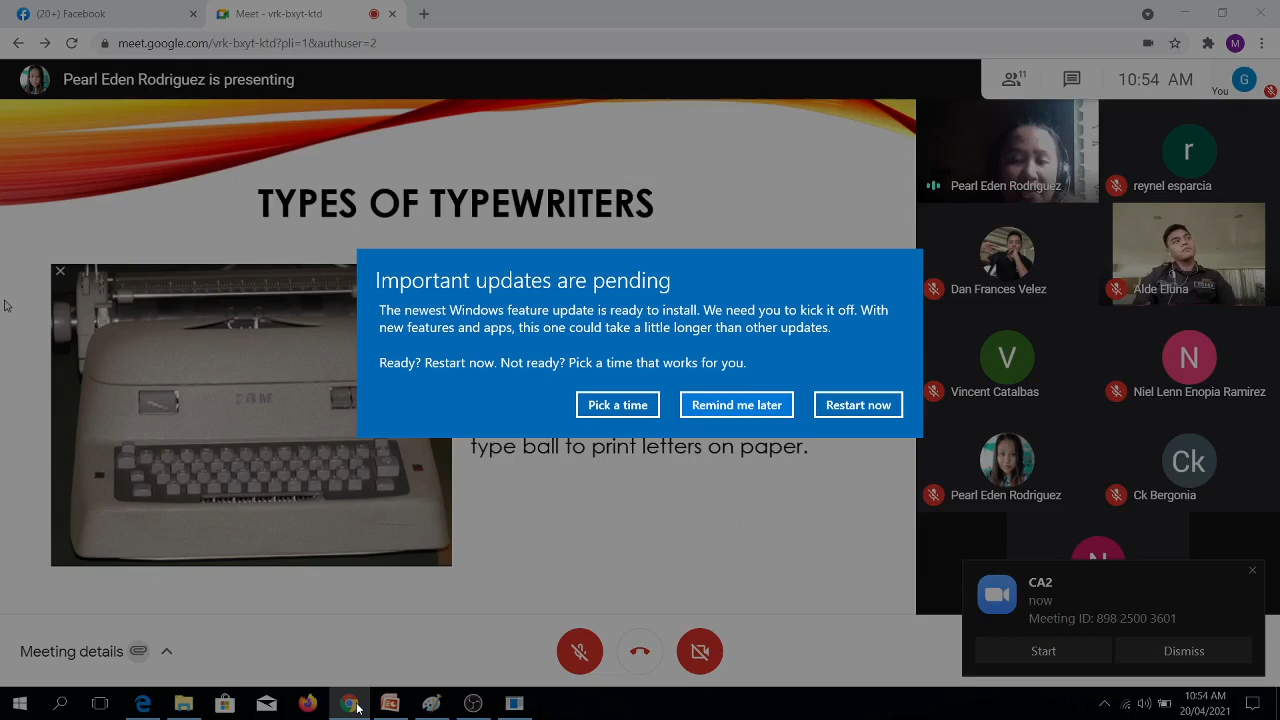 (20+) Facebook
Meet - vrk-bxyt-ktd
meet.google.com/vrk-bxyt-ktd?pli=1&authuser=2
M
Pearl Eden Rodriguez is presenting
11
10:54 AM
You
G
TYPES OF TYPEWRITERS
IBM
type ball to print letters on paper.
Important updates are pending
The newest Windows feature update is ready to install. We need you to kick it off. With
new features and apps, this one could take a little longer than other updates.
Ready? Restart now. Not ready? Pick a time that works for you.
Pick a time
Remind me later
Restart now
Pearl Eden Rodriguez
r
reynel esparcia
Dan Frances Velez
Alde Eliona
V
Vincent Catalbas
N
Niel Lenn Enopia Ramirez
Pearl Eden Rodriguez
Ck
Ck Bergonia
CA2
now
Meeting ID: 898 2500 3601
Start
Dismiss
Meeting details
10:54 AM
20/04/2021